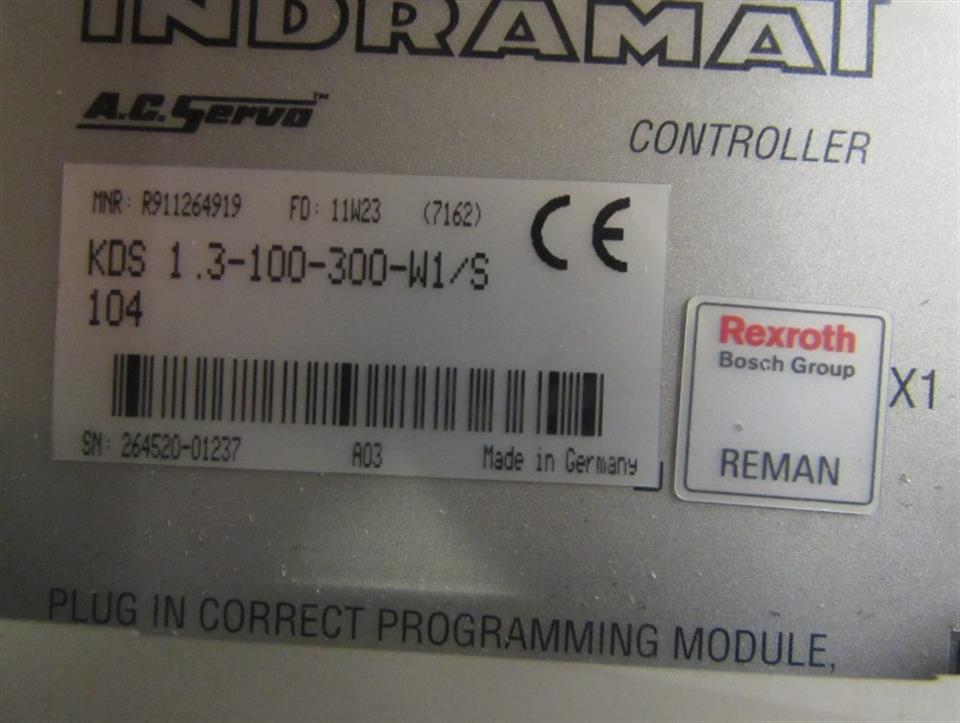 INDRAMAT
A.C. Servo™
CONTROLLER
MNR: R911264919 FD: 11W23 (7162)
CE
KDS 1.3-100-300-W1/S
104
SN: 264520-01237 A03 Made in Germany
Rexroth
Bosch Group
REMAN
X1
PLUG IN CORRECT PROGRAMMING MODULE,